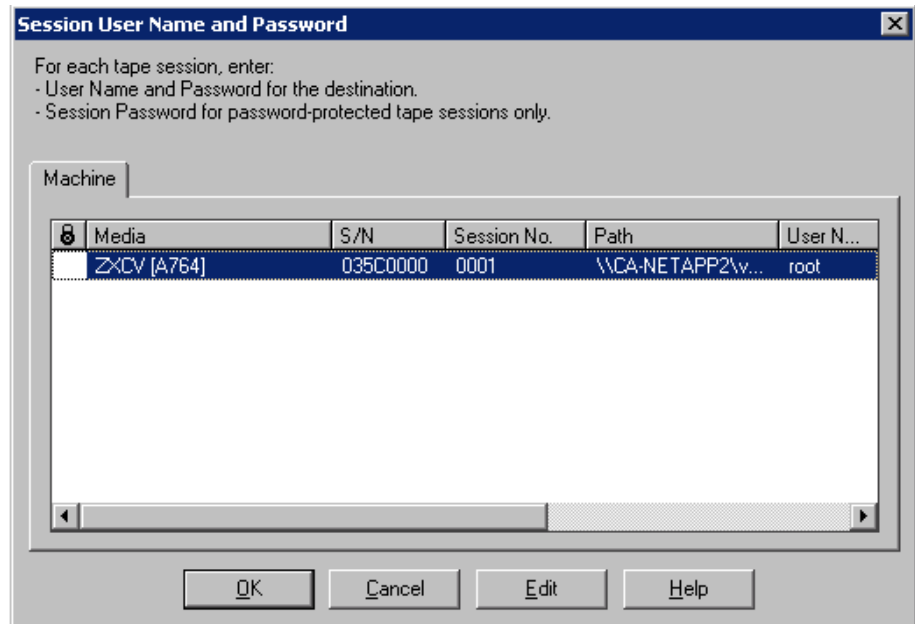 Session User Name and Password
For each tape session, enter:
- User Name and Password for the destination.
- Session Password for password-protected tape sessions only.
Machine
Media S/N Session No. Path User N...
ZXCV [A764] 035C0000 0001 \\CA-NETAPP2\v... root
OK Cancel Edit Help